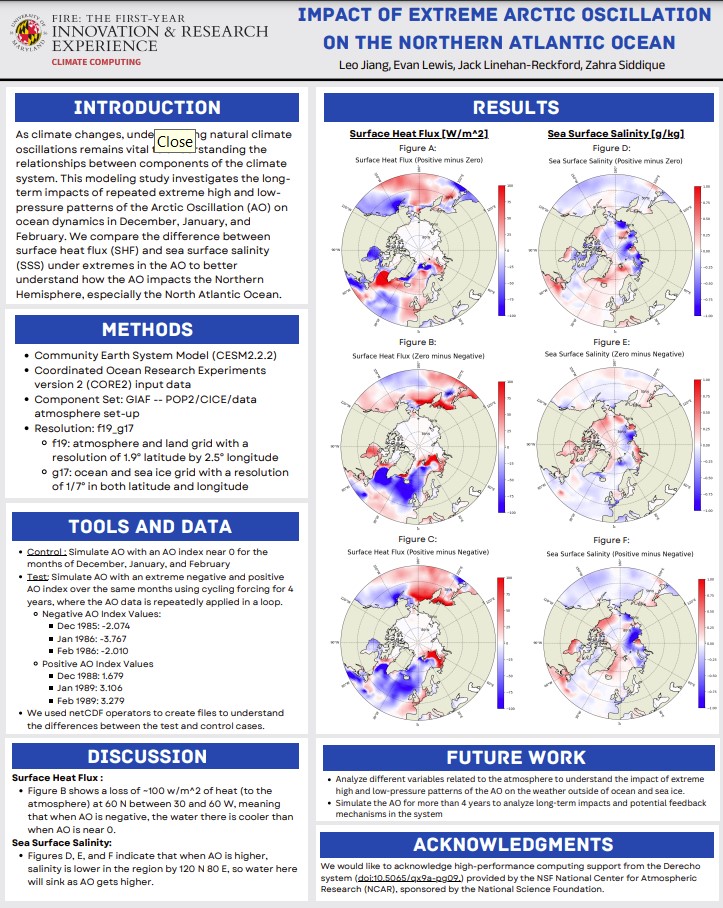 UNIVERSITY OF
MARYLAND
FIRE: THE FIRST-YEAR
INNOVATION & RESEARCH
EXPERIENCE
CLIMATE COMPUTING
IMPACT OF EXTREME ARCTIC OSCILLATION
ON THE NORTHERN ATLANTIC OCEAN
Leo Jiang, Evan Lewis, Jack Linehan-Reckford, Zahra Siddique
INTRODUCTION
As climate changes, unde ng natural climate
oscillations remains vital rstanding the
Close
relationships between components of the climate
system. This modeling study investigates the long-
term impacts of repeated extreme high and low-
pressure patterns of the Arctic Oscillation (AO) on
ocean dynamics in December, January, and
February. We compare the difference between
surface heat flux (SHF) and sea surface salinity
(SSS) under extremes in the AO to better
understand how the AO impacts the Northern
Hemisphere, especially the North Atlantic Ocean.
METHODS
• Community Earth System Model (CESM2.2.2)
• Coordinated Ocean Research Experiments
version 2 (CORE2) input data
• Component Set: GIAF -- POP2/CICE/data
atmosphere set-up
• Resolution: f19_g17
f19: atmosphere and land grid with a
resolution of 1.9° latitude by 2.5° longitude
g17: ocean and sea ice grid with a resolution
of 1/7° in both latitude and longitude
TOOLS AND DATA
• Control : Simulate AO with an AO index near 0 for the
months of December, January, and February
• Test: Simulate AO with an extreme negative and positive
AO index over the same months using cycling forcing for 4
years, where the AO data is repeatedly applied in a loop.
Negative AO Index Values:
Dec 1985: -2.074
Jan 1986: -3.767
Feb 1986: -2.010
Positive AO Index Values
Dec 1988: 1.679
Jan 1989: 3.106
Feb 1989: 3.279
• We used netCDF operators to create files to understand
the differences between the test and control cases.
DISCUSSION
Surface Heat Flux :
• Figure B shows a loss of ~100 w/m^2 of heat (to the
atmosphere) at 60 N between 30 and 60 W, meaning
that when AO is negative, the water there is cooler than
when AO is near 0.
Sea Surface Salinity:
• Figures D, E, and F indicate that when AO is higher,
salinity is lower in the region by 120 N 80 E, so water here
will sink as AO gets higher.
RESULTS
Surface Heat Flux [W/m^2]
Figure A:
Surface Heat Flux (Positive minus Zero)
Figure B:
Surface Heat Flux (Zero minus Negative)
Figure C:
Surface Heat Flux (Positive minus Negative)
Sea Surface Salinity [g/kg]
Figure D:
Sea Surface Salinity (Positive minus Zero)
Figure E:
Sea Surface Salinity (Zero minus Negative)
Figure F:
Sea Surface Salinity (Positive minus Negative)
FUTURE WORK
• Analyze different variables related to the atmosphere to understand the impact of extreme
high and low-pressure patterns of the AO on the weather outside of ocean and sea ice.
• Simulate the AO for more than 4 years to analyze long-term impacts and potential feedback
mechanisms in the system
ACKNOWLEDGMENTS
We would like to acknowledge high-performance computing support from the Derecho
system (doi:10.5065/qx9a-pg09.) provided by the NSF National Center for Atmospheric
Research (NCAR), sponsored by the National Science Foundation.